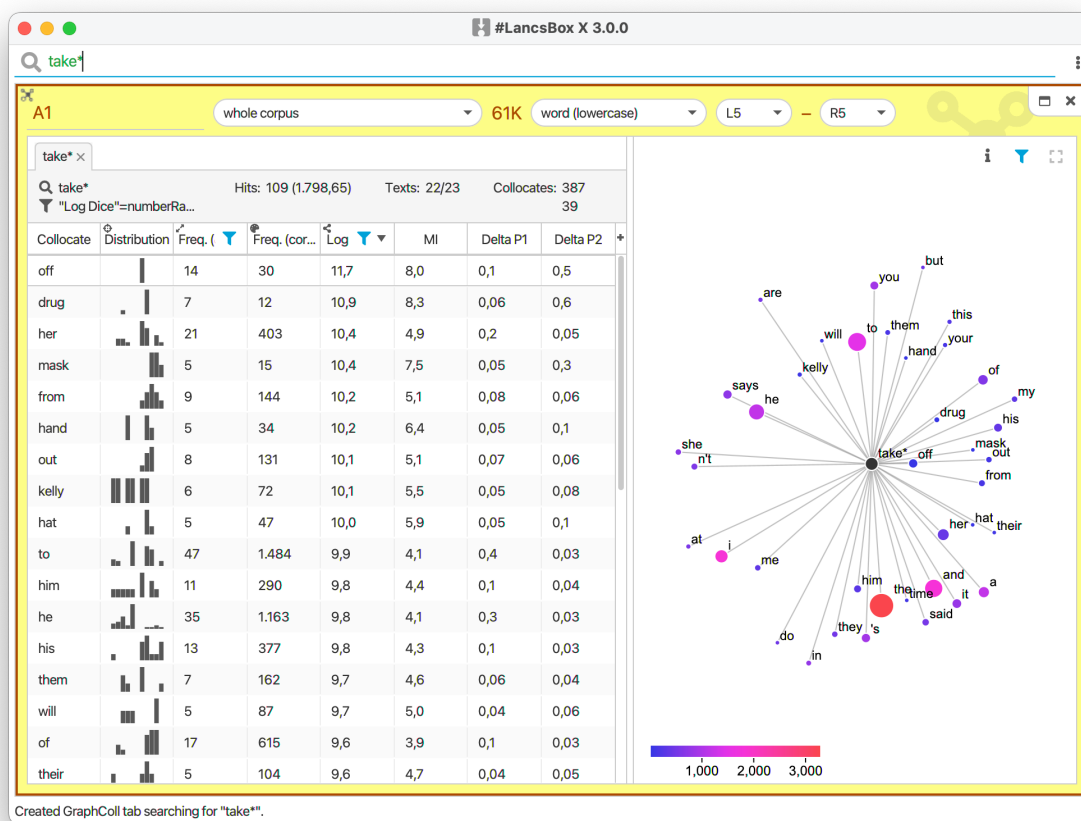 #LancsBox X 3.0.0
take*
A1
whole corpus
61K
word (lowercase)
L5
–
R5
take*
take*
Hits: 109 (1.798,65)
Texts: 22/23
Collocates: 387
"Log Dice"=numberRa...
39
Collocate Distribution Freq. ( Freq. (cor... Log MI Delta P1 Delta P2 +
off 14 30 11,7 8,0 0,1 0,5
drug 7 12 10,9 8,3 0,06 0,6
her 21 403 10,4 4,9 0,2 0,05
mask 5 15 10,4 7,5 0,05 0,3
from 9 144 10,2 5,1 0,08 0,06
hand 5 34 10,2 6,4 0,05 0,1
out 8 131 10,1 5,1 0,07 0,06
kelly 6 72 10,1 5,5 0,05 0,08
hat 5 47 10,0 5,9 0,05 0,1
to 47 1.484 9,9 4,1 0,4 0,03
him 11 290 9,8 4,4 0,1 0,04
he 35 1.163 9,8 4,1 0,3 0,03
his 13 377 9,8 4,3 0,1 0,03
them 7 162 9,7 4,6 0,06 0,04
will 5 87 9,7 5,0 0,04 0,06
of 17 615 9,6 3,9 0,1 0,03
their 5 104 9,6 4,7 0,04 0,05
but
you
are
this
to
them
will
your
hand
kelly
of
says
my
he
drug
his
she
mask
out
take*
off
n't
from
hat
her
their
at
i
me
and
him
a
the
time
it
said
they
's
do
in
1,000 2,000 3,000
Created GraphColl tab searching for "take*".